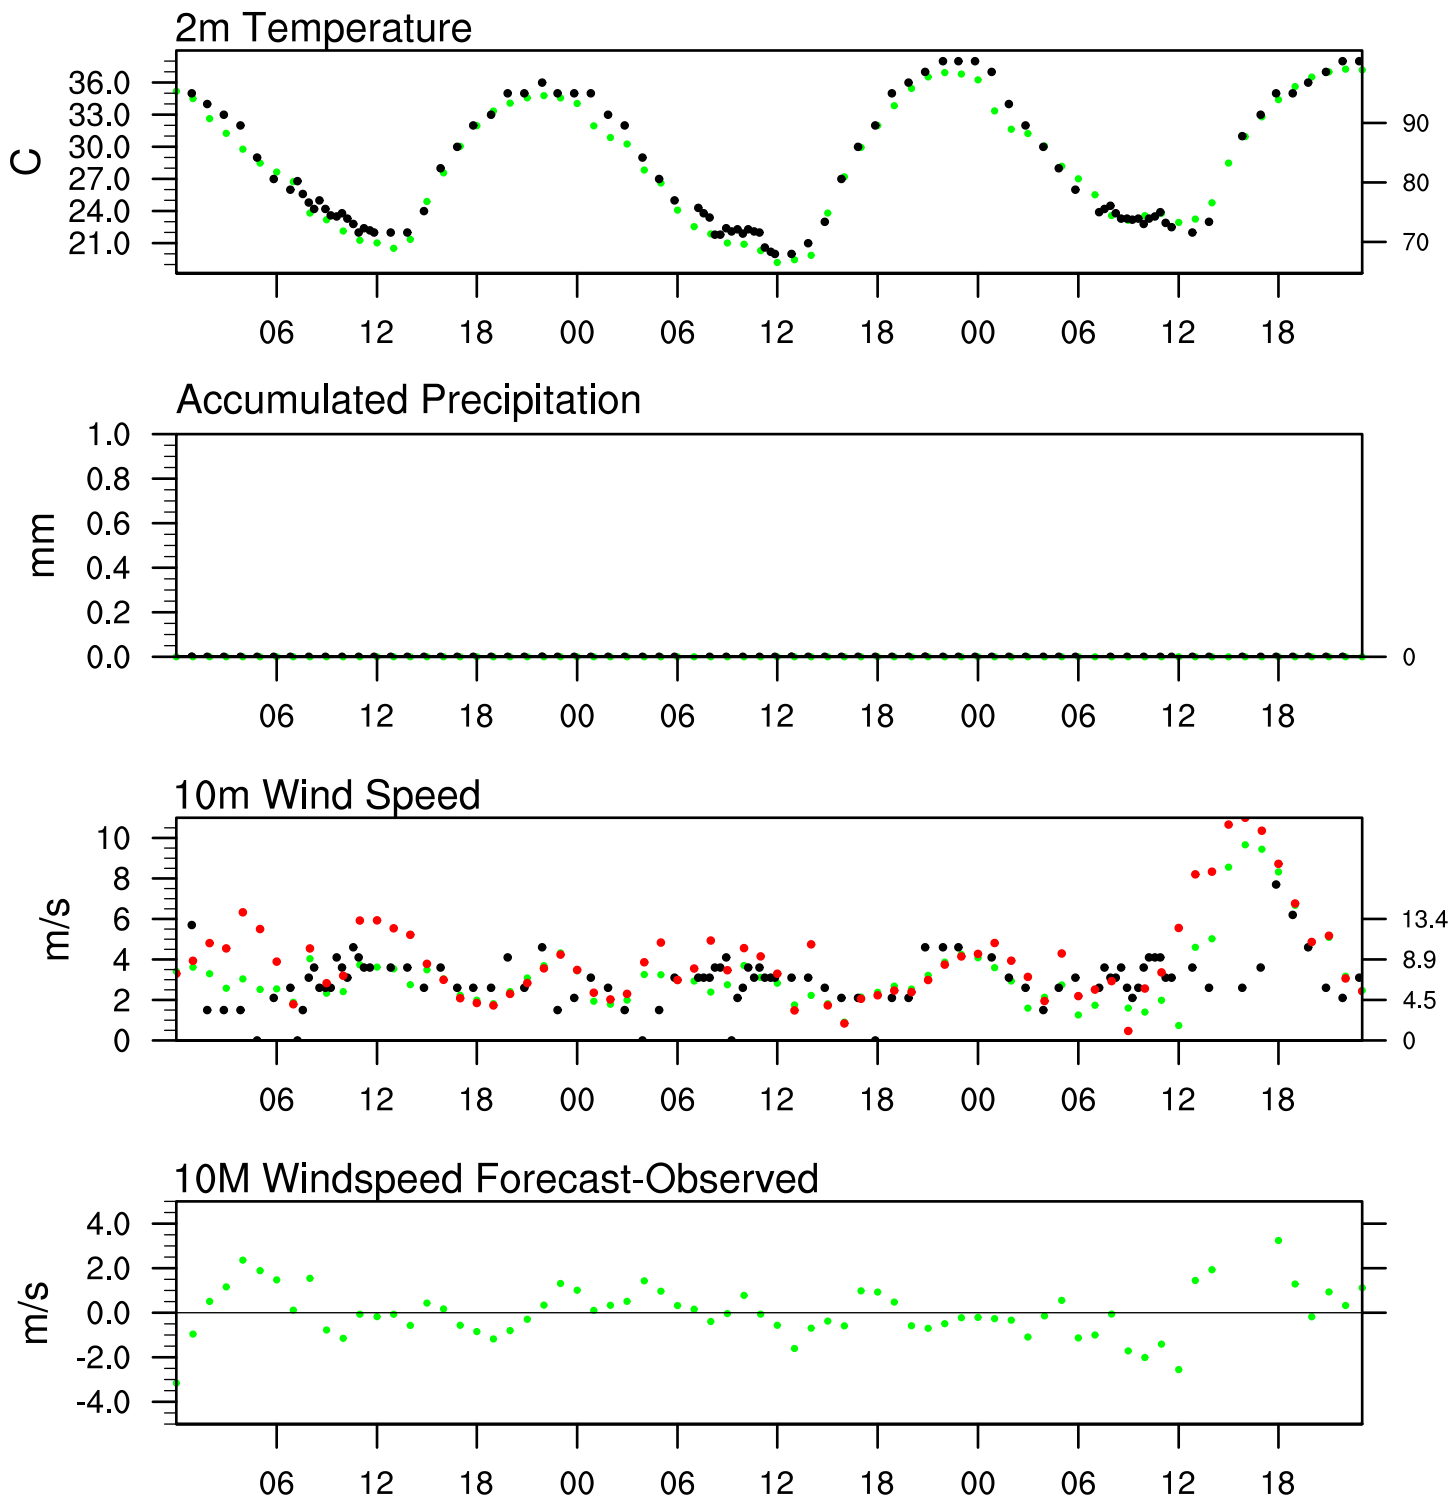 2m Temperature
36.0
33.0
30.0
27.0
24.0
21.0
C
90
80
70
06 12 18 00 06 12 18 00 06 12 18
Accumulated Precipitation
1.0
0.8
0.6
0.4
0.2
0.0
mm
0
06 12 18 00 06 12 18 00 06 12 18
10m Wind Speed
10
8
6
4
2
0
m/s
13.4
8.9
4.5
0
06 12 18 00 06 12 18 00 06 12 18
10M Windspeed Forecast-Observed
4.0
2.0
0.0
-2.0
-4.0
m/s
06 12 18 00 06 12 18 00 06 12 18